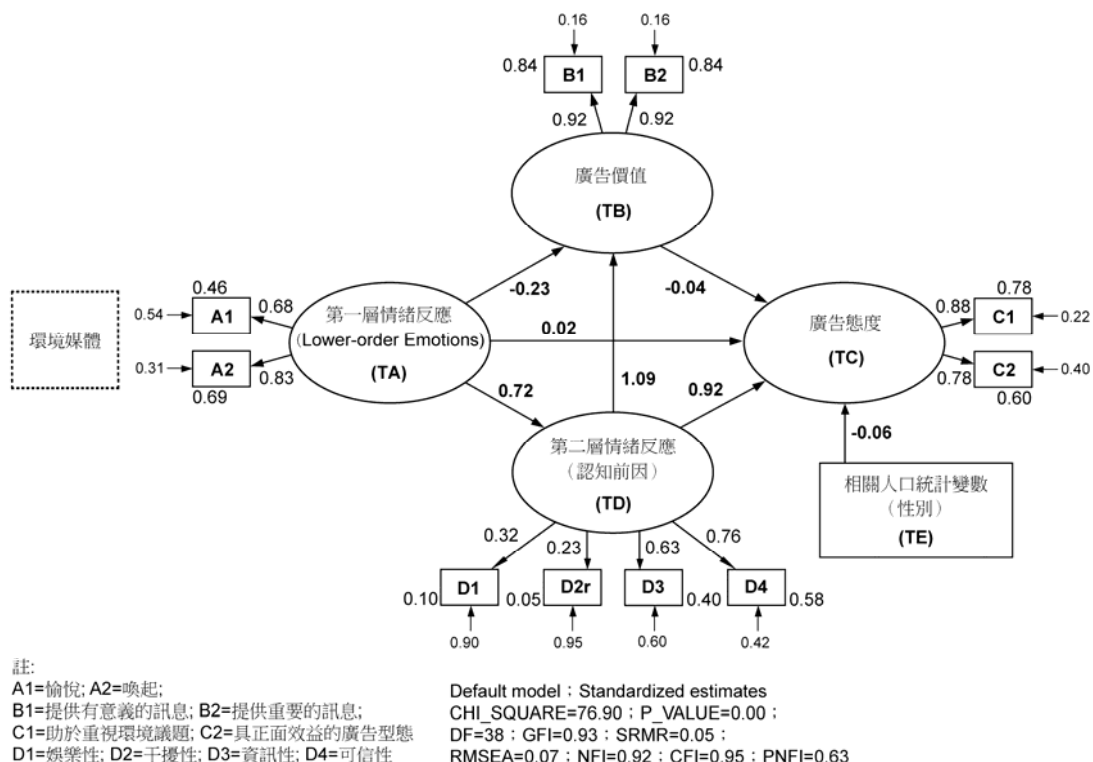 0.16
0.16
0.84
B1
B2
0.84
0.92
0.92
廣告價值
(TB)
-0.23
-0.04
環境媒體
0.46
0.54
A1
0.68
0.31
A2
0.83
0.69
第一層情緒反應
(Lower-order Emotions)
(TA)
0.02
0.72
1.09
0.92
廣告態度
(TC)
0.78
0.88
C1
0.22
0.78
C2
0.40
0.60
-0.06
第二層情緒反應
（認知前因）
(TD)
相關人口統計變數
（性別）
(TE)
0.32
0.23
0.63
0.76
D1
D2r
D3
D4
0.10
0.05
0.40
0.58
0.90
0.95
0.60
0.42
註:
A1=愉悅; A2=喚起;
B1=提供有意義的訊息; B2=提供重要的訊息;
C1=助於重視環境議題; C2=具正面效益的廣告型態
D1=娛樂性; D2=干擾性; D3=資訊性; D4=可信性
Default model；Standardized estimates
CHI_SQUARE=76.90；P_VALUE=0.00；
DF=38；GFI=0.93；SRMR=0.05；
RMSEA=0.07；NFI=0.92；CFI=0.95；PNFI=0.63